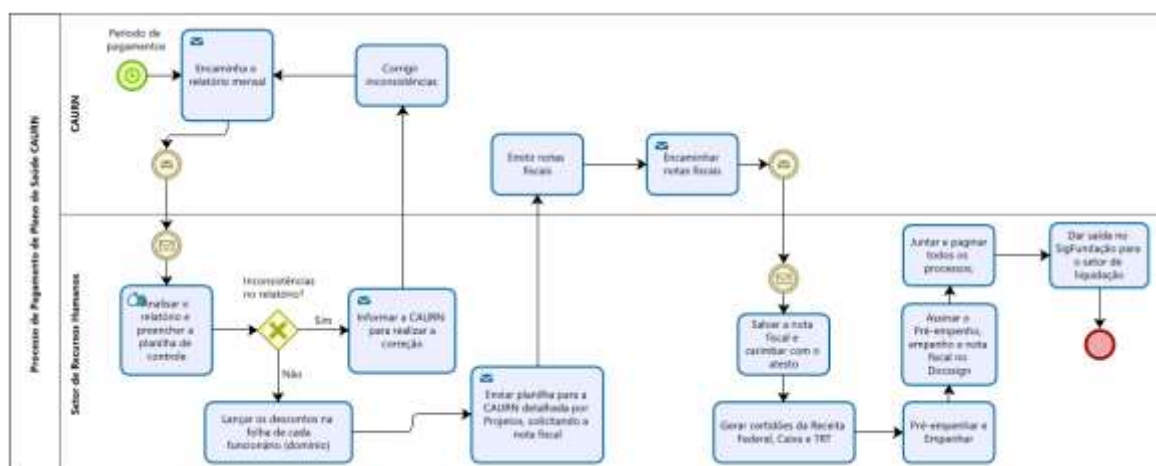 Processo de Pagamento de Plano de Saúde CAURN
CAURN
Período de
pagamentos
Encaminha o
relatório mensal
Corrigir
inconsistências
Emitir notas
fiscais
Encaminhar
notas fiscais
Setor de Recursos Humanos
Analisar o
relatório e
preencher a
planilha de
controle
Inconsistências
no relatório?
Sim
Não
Informar a CAURN
para realizar a
correção
Lançar os descontos na
folha de cada
funcionário (domínio)
Enviar planilha para a
CAURN detalhada por
Projetos, solicitando a
nota fiscal
Salvar a nota
fiscal e
carimbar com o
atesto
Gerar certidões da Receita
Federal, Caixa e TRT
Pré-empenhar e
Empenhar
Assinar o
Pré-empenho,
empenho e nota
fiscal no
Docusign
Juntar e paginar
todos os
processos,
Dar saída no
SigFundação para
o setor de
liquidação